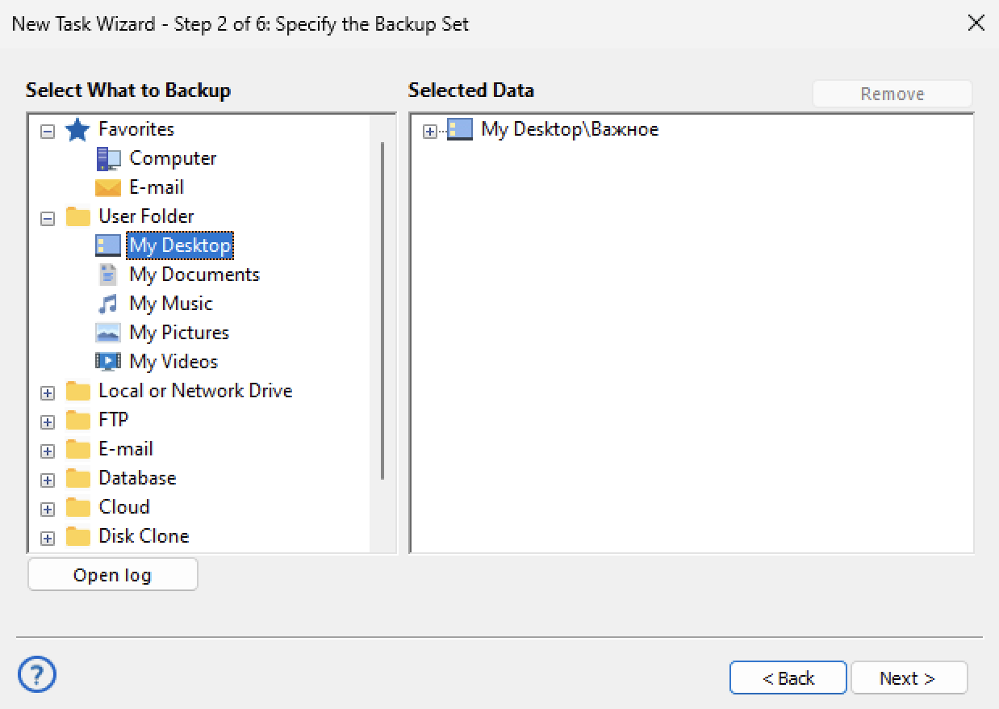 New Task Wizard - Step 2 of 6: Specify the Backup Set
Select What to Backup
Favorites
Computer
E-mail
User Folder
My Desktop
My Documents
My Music
My Pictures
My Videos
Local or Network Drive
FTP
E-mail
Database
Cloud
Disk Clone
Open log
Selected Data
Remove
My Desktop\Важное
?
< Back
Next >